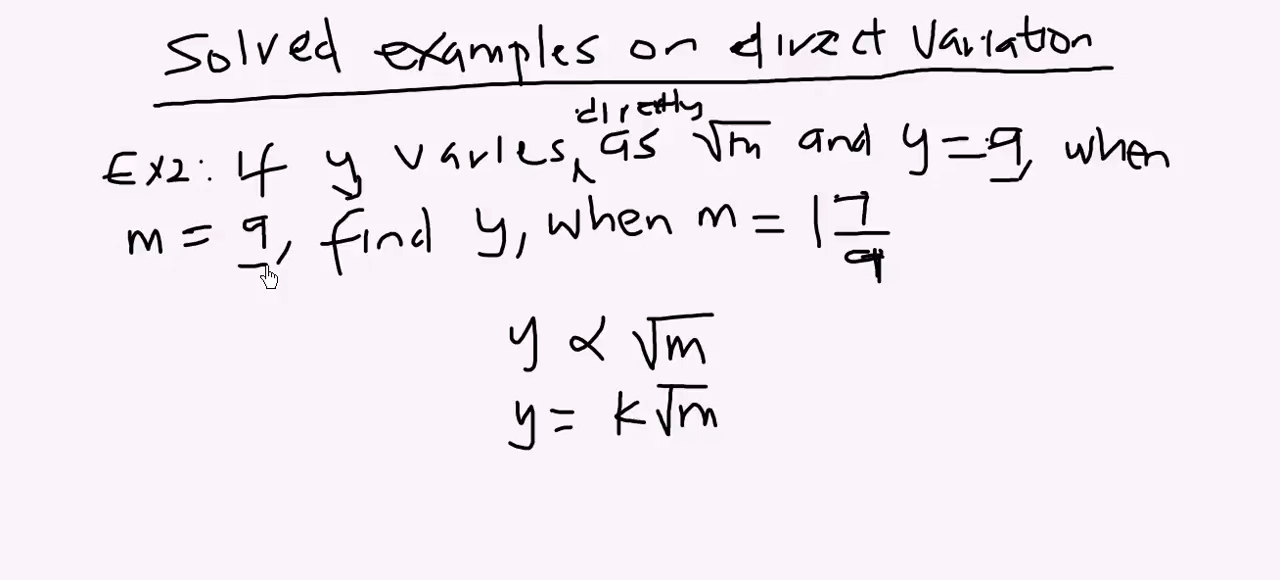 Solved examples on direct Variation
Ex2: If y varies directly as √m and y = 9, when
m = 9, find y, when m = 1 7/9
y ∝ √m
y = k√m